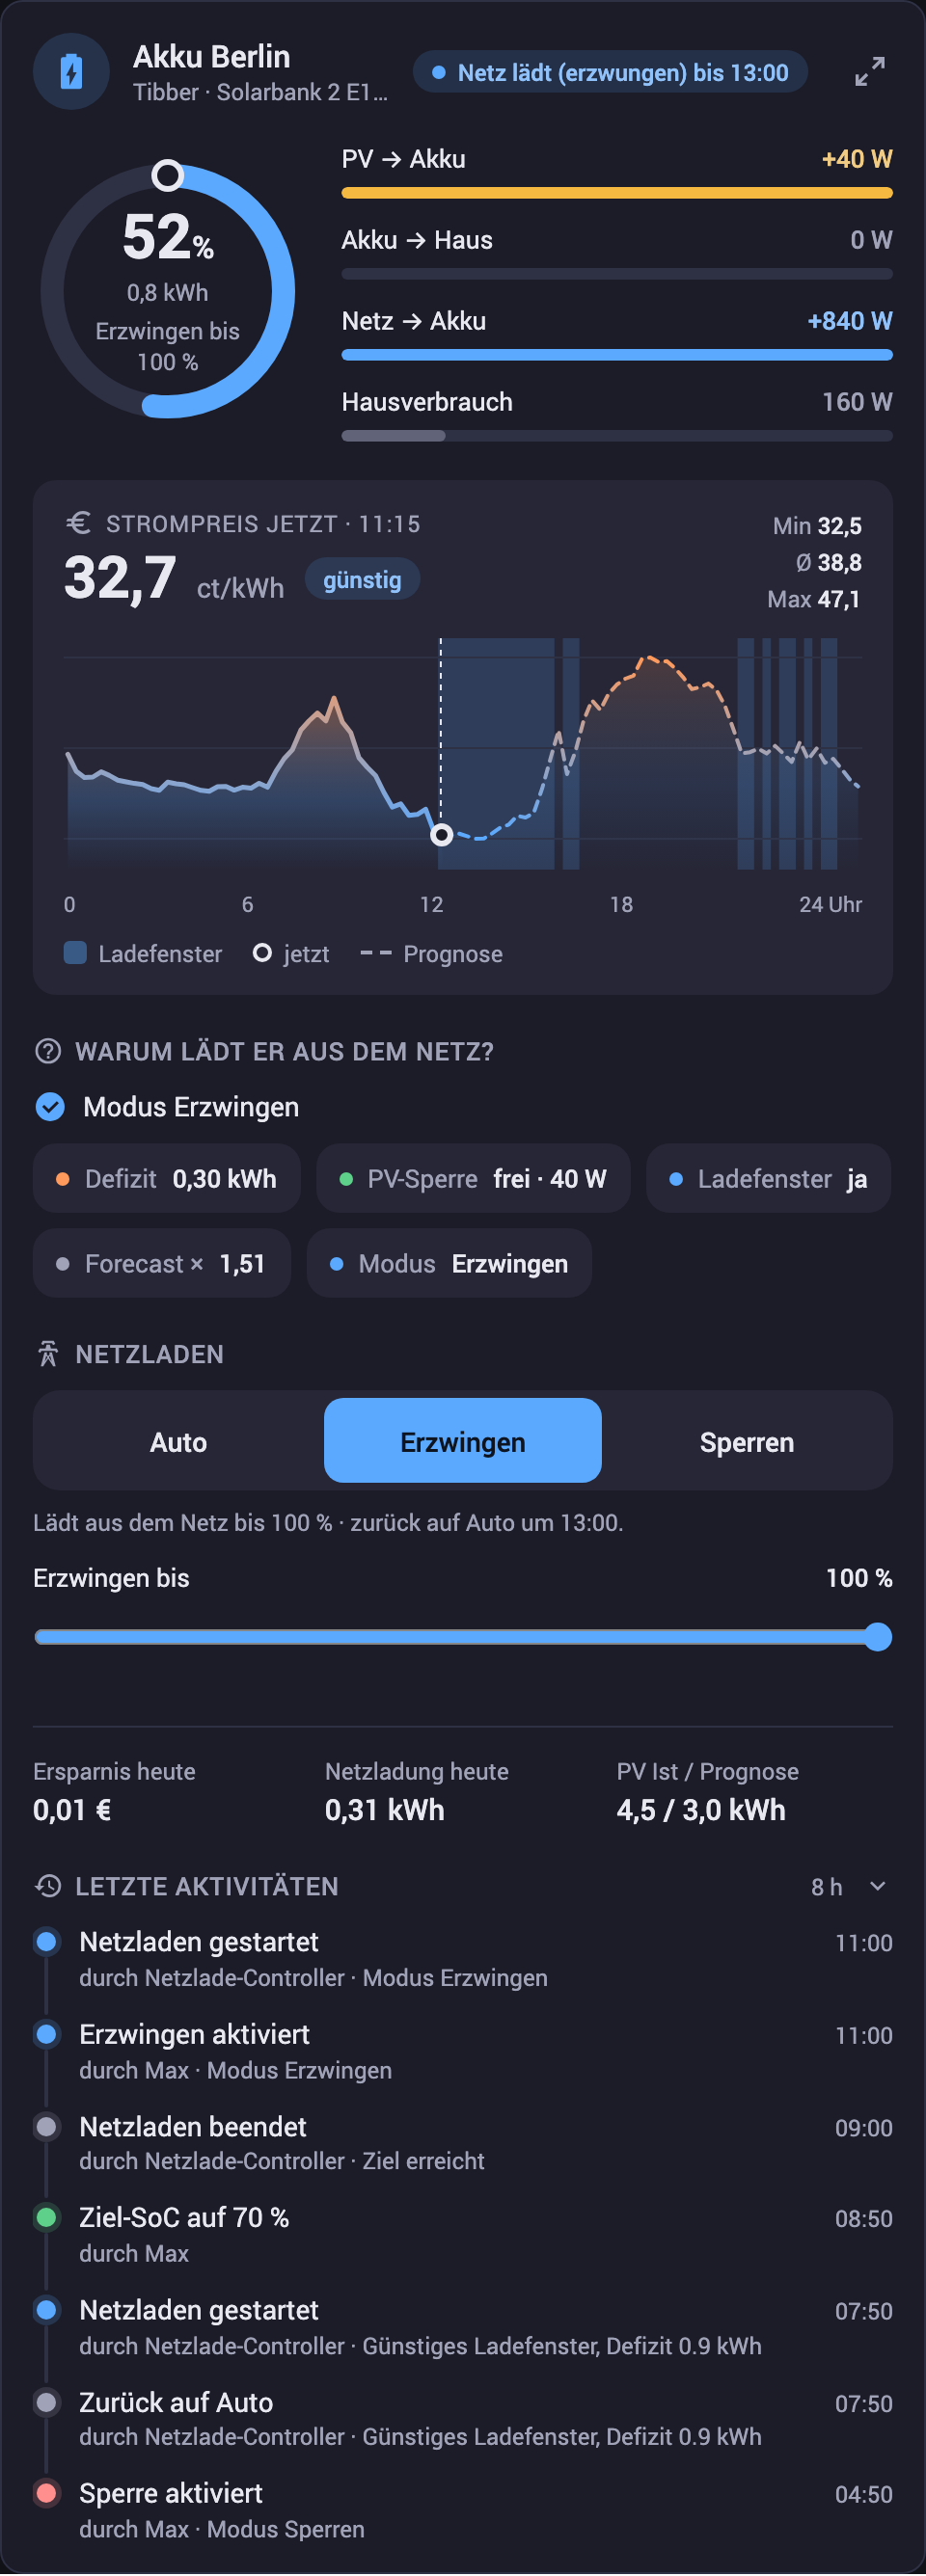 Akku Berlin
Tibber · Solarbank 2 E1...
Netz lädt (erzwungen) bis 13:00
52%
0,8 kWh
Erzwingen bis
100 %
PV → Akku +40 W
Akku → Haus 0 W
Netz → Akku +840 W
Hausverbrauch 160 W
STROMPREIS JETZT · 11:15
32,7 ct/kWh günstig
Min 32,5
Ø 38,8
Max 47,1
0 6 12 18 24 Uhr
Ladefenster jetzt Prognose
WARUM LÄDT ER AUS DEM NETZ?
Modus Erzwingen
Defizit 0,30 kWh PV-Sperre frei · 40 W Ladefenster ja
Forecast × 1,51 Modus Erzwingen
NETZLADEN
Auto Erzwingen Sperren
Lädt aus dem Netz bis 100 % · zurück auf Auto um 13:00.
Erzwingen bis 100 %
Ersparnis heute Netzladung heute PV Ist / Prognose
0,01 € 0,31 kWh 4,5 / 3,0 kWh
LETZTE AKTIVITÄTEN 8 h
Netzladen gestartet 11:00
durch Netzlade-Controller · Modus Erzwingen
Erzwingen aktiviert 11:00
durch Max · Modus Erzwingen
Netzladen beendet 09:00
durch Netzlade-Controller · Ziel erreicht
Ziel-SoC auf 70 % 08:50
durch Max
Netzladen gestartet 07:50
durch Netzlade-Controller · Günstiges Ladefenster, Defizit 0.9 kWh
Zurück auf Auto 07:50
durch Netzlade-Controller · Günstiges Ladefenster, Defizit 0.9 kWh
Sperre aktiviert 04:50
durch Max · Modus Sperren